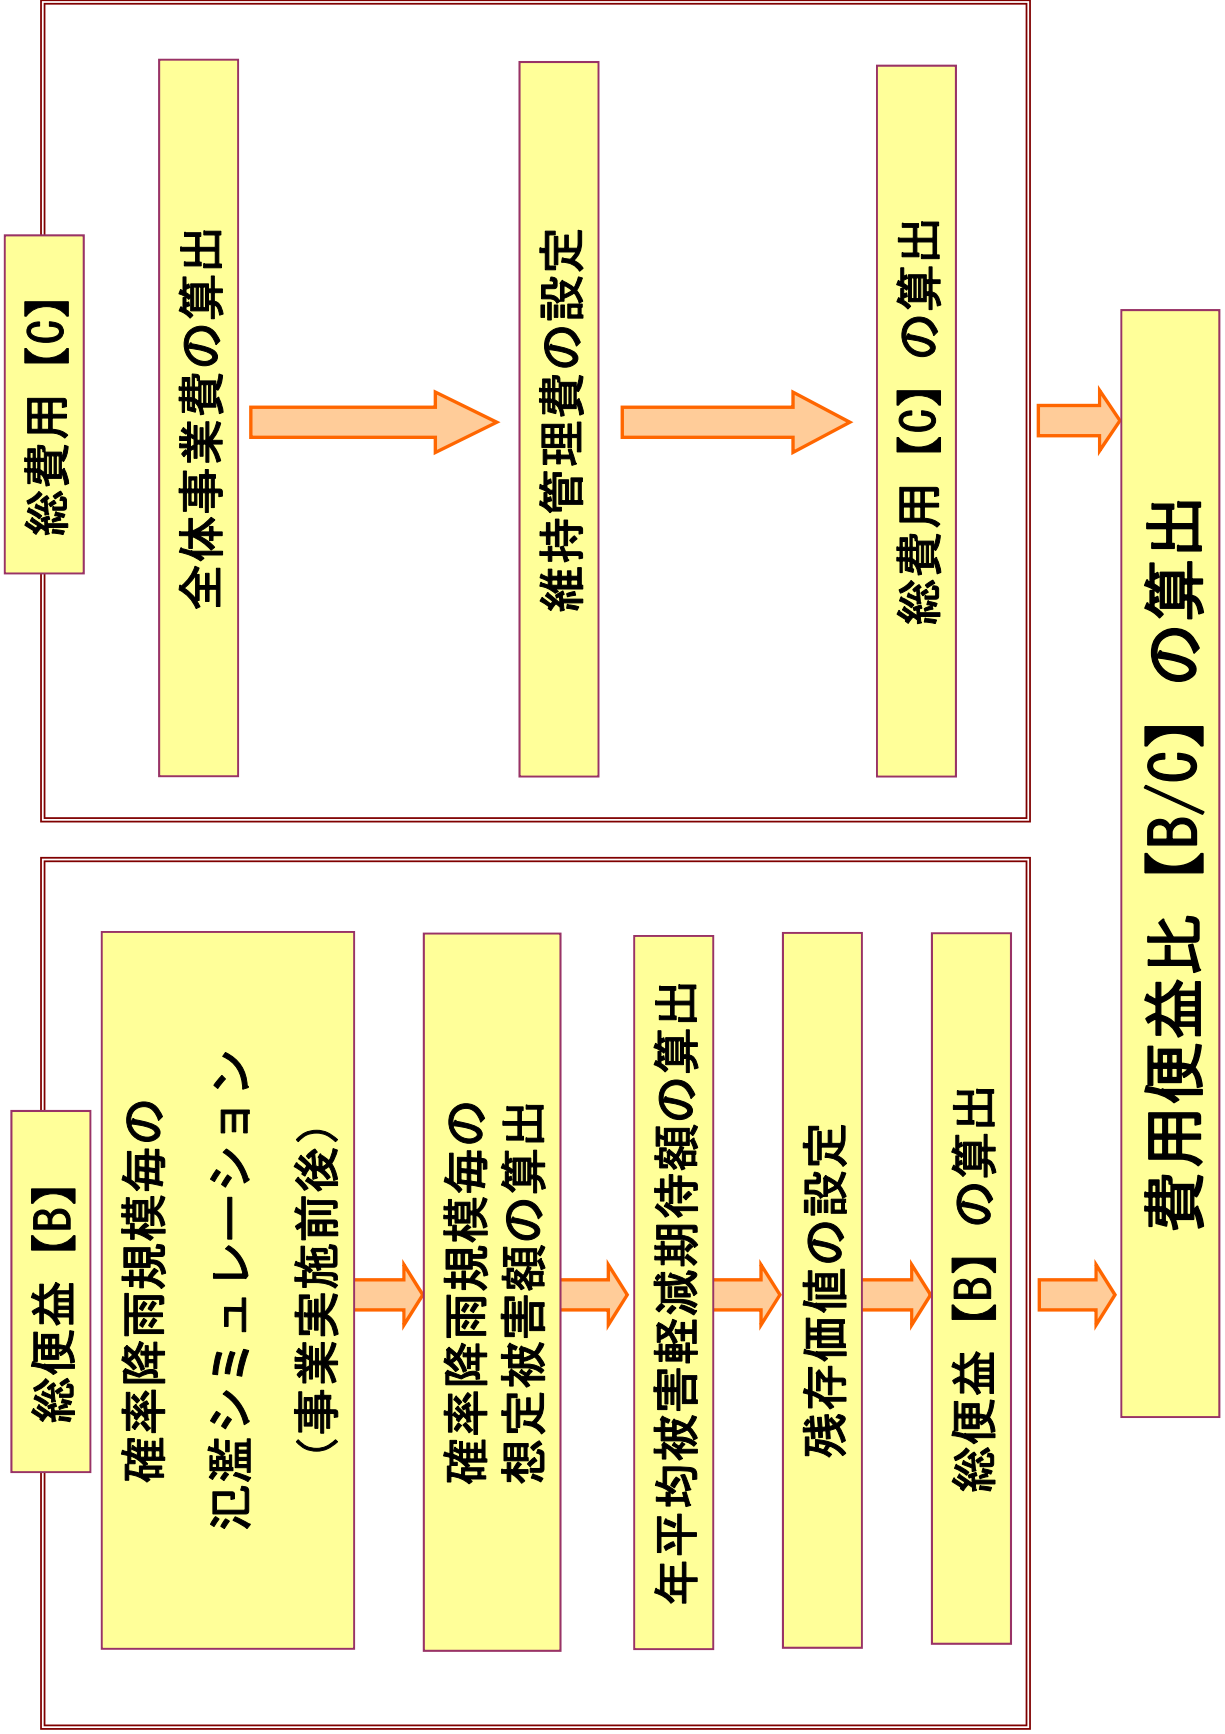 総便益【B】
確率降雨規模毎の
氾濫シミュレーション
（事業実施前後）
確率降雨規模毎の
想定被害額の算出
年平均被害軽減期待額の算出
残存価値の設定
総便益【B】の算出
総費用【C】
全体事業費の算出
維持管理費の設定
総費用【C】の算出
費用便益比【B/C】の算出